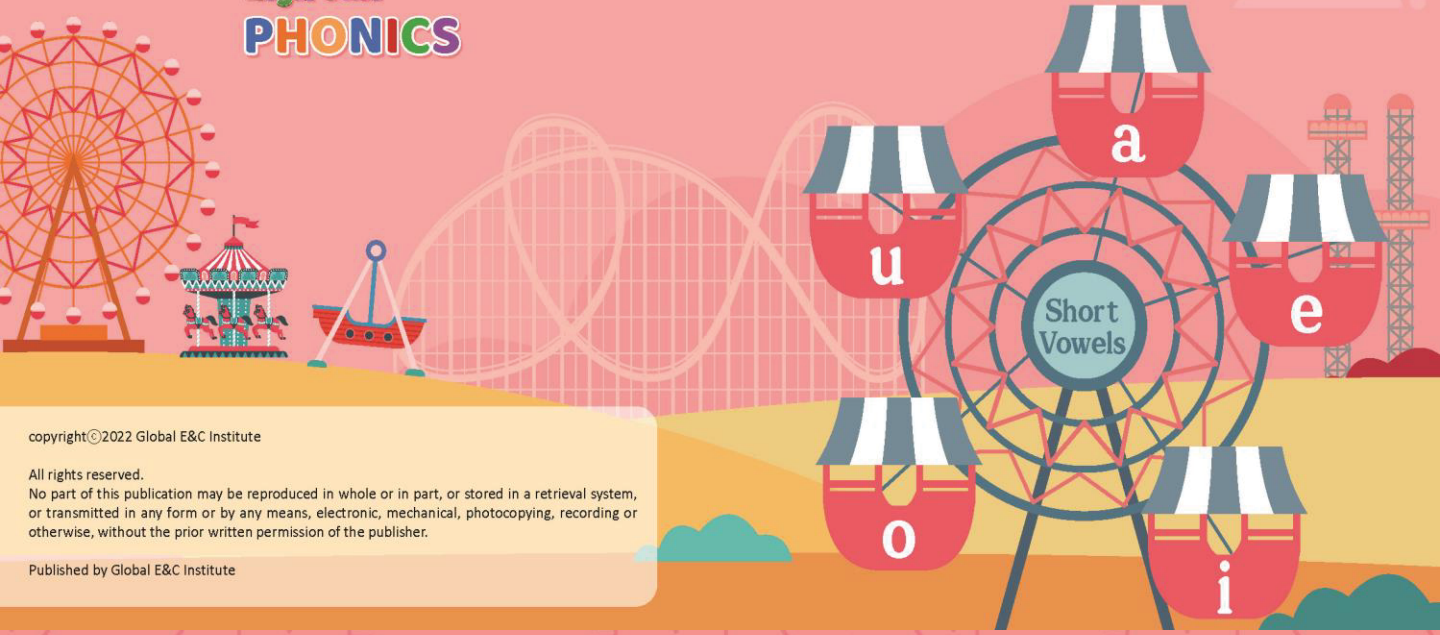 PHONICS
a
u
e
Short
Vowels
o
i
copyrightⓒ2022 Global E&C Institute
All rights reserved.
No part of this publication may be reproduced in whole or in part, or stored in a retrieval system,
or transmitted in any form or by any means, electronic, mechanical, photocopying, recording or
otherwise, without the prior written permission of the publisher.
Published by Global E&C Institute